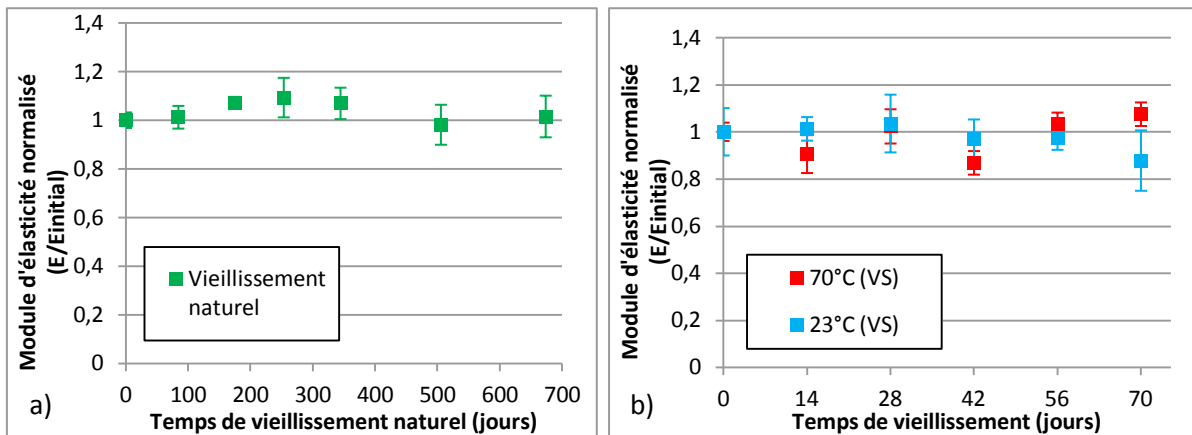 Module d'élasticité normalisé
(E/Einitial)
1,4
1,2
1
0,8
0,6
0,4
0,2
0
Vieillissement
naturel
0 100 200 300 400 500 600 700
Temps de vieillissement naturel (jours)
a)
Module d'élasticité normalisé
(E/Einitial)
1,4
1,2
1
0,8
0,6
0,4
0,2
0
70°C (VS)
23°C (VS)
0 14 28 42 56 70
Temps de vieillissement (jours)
b)